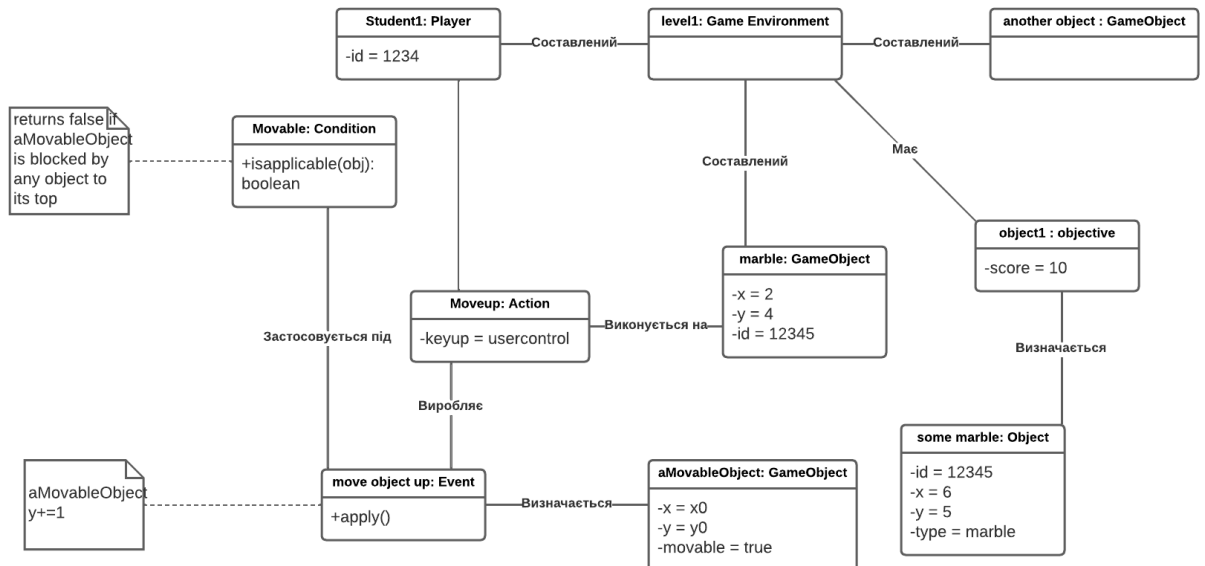 Student1: Player
-id = 1234
Составлений
level1: Game Environment
Составлений
another object : GameObject
returns false if
aMovableObject
is blocked by
any object to
its top
Movable: Condition
+isapplicable(obj):
boolean
Составлений
Має
object1 : objective
-score = 10
marble: GameObject
-x = 2
-y = 4
-id = 12345
Moveup: Action
-keyup = usercontrol
Виконується на
Застосовується під
Визначається
Виробляє
some marble: Object
-id = 12345
-x = 6
-y = 5
-type = marble
aMovableObject
y+=1
move object up: Event
+apply()
Визначається
aMovableObject: GameObject
-x = x0
-y = y0
-movable = true